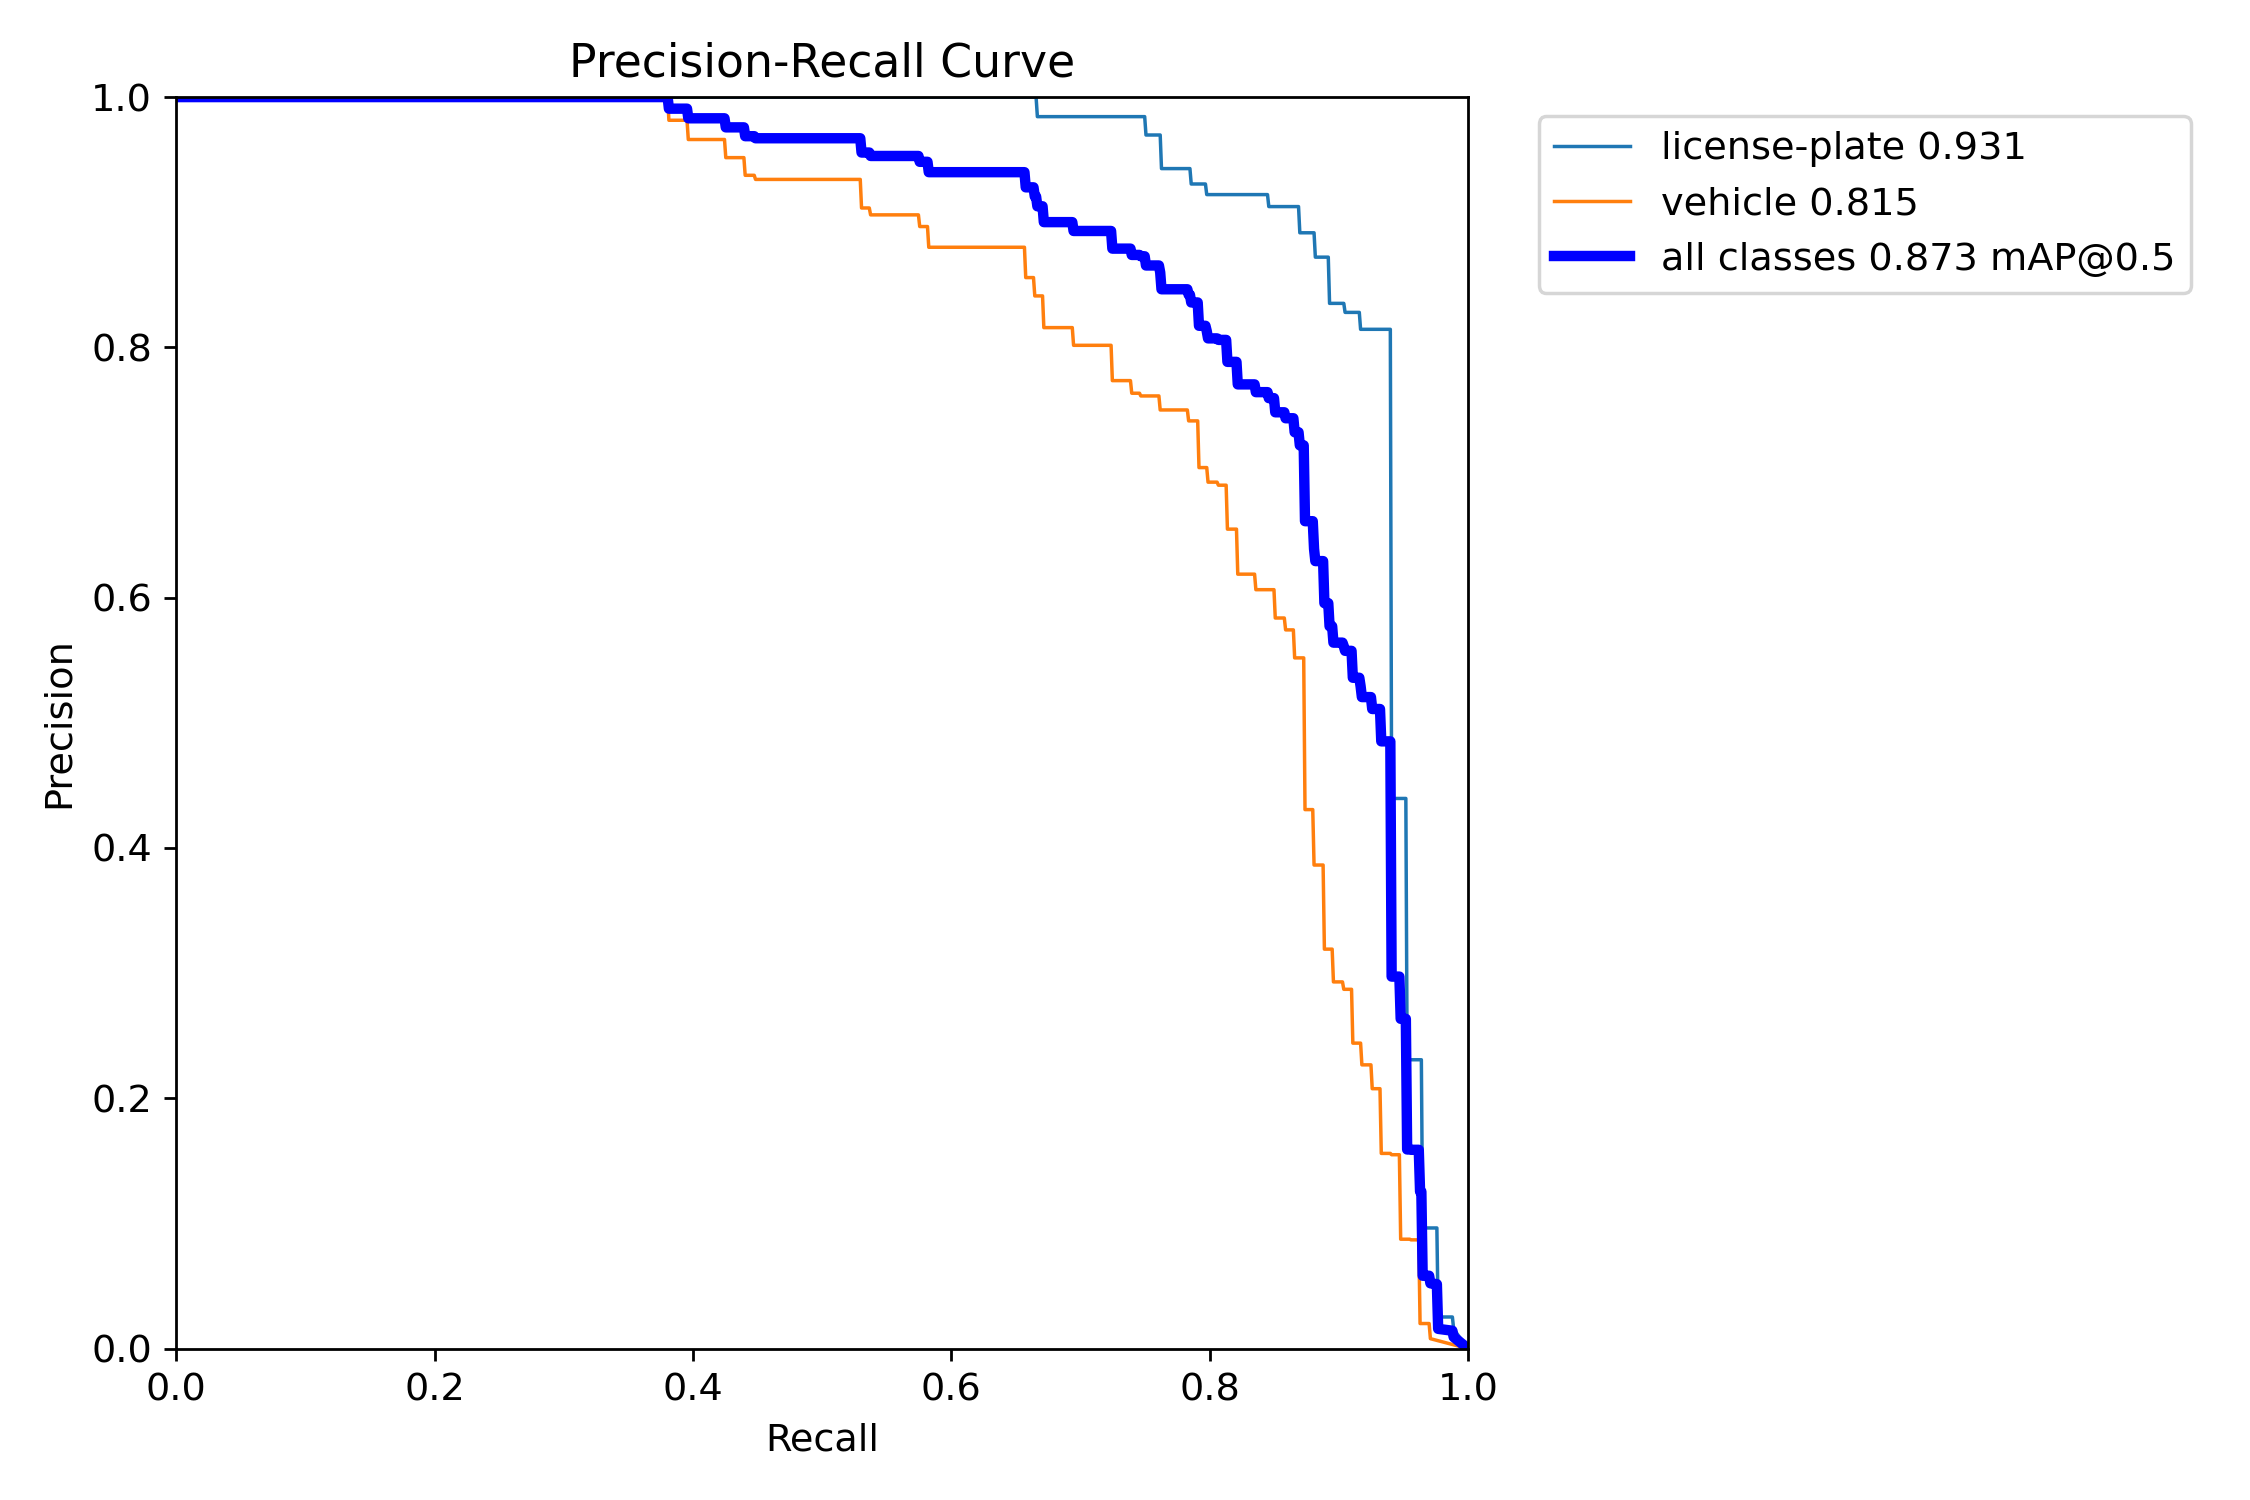 Precision-Recall Curve
license-plate 0.931
vehicle 0.815
all classes 0.873 mAP@0.5
1.0
0.8
0.6
0.4
0.2
0.0
Precision
0.0 0.2 0.4 0.6 0.8 1.0
Recall